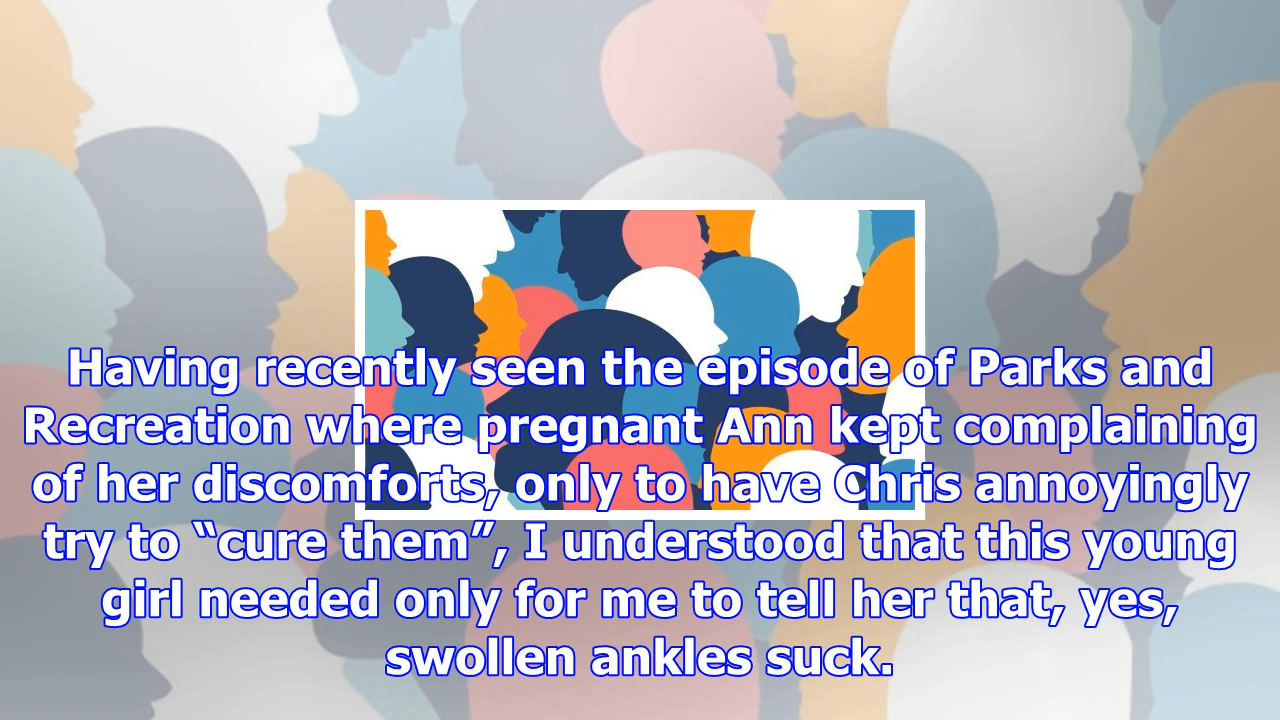 Having recently seen the episode of Parks and
Recreation where pregnant Ann kept complaining
of her discomforts, only to have Chris annoyingly
try to “cure them”, I understood that this young
girl needed only for me to tell her that, yes,
swollen ankles suck.